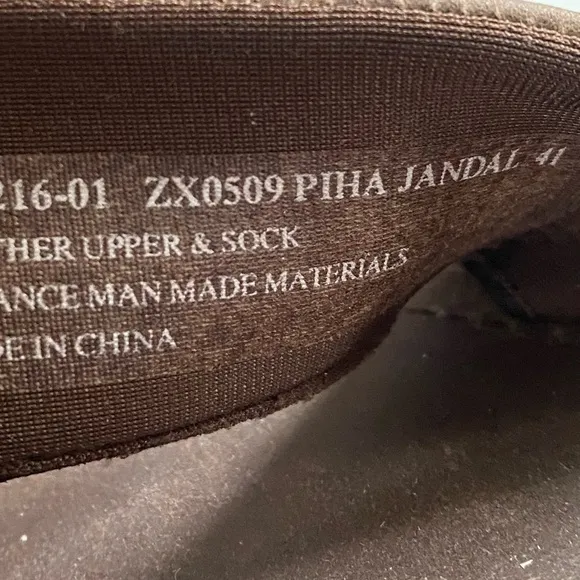 216-01 ZX0509 PIHA JANDAL 41
THER UPPER & SOCK
ANCE MAN MADE MATERIALS
DE IN CHINA